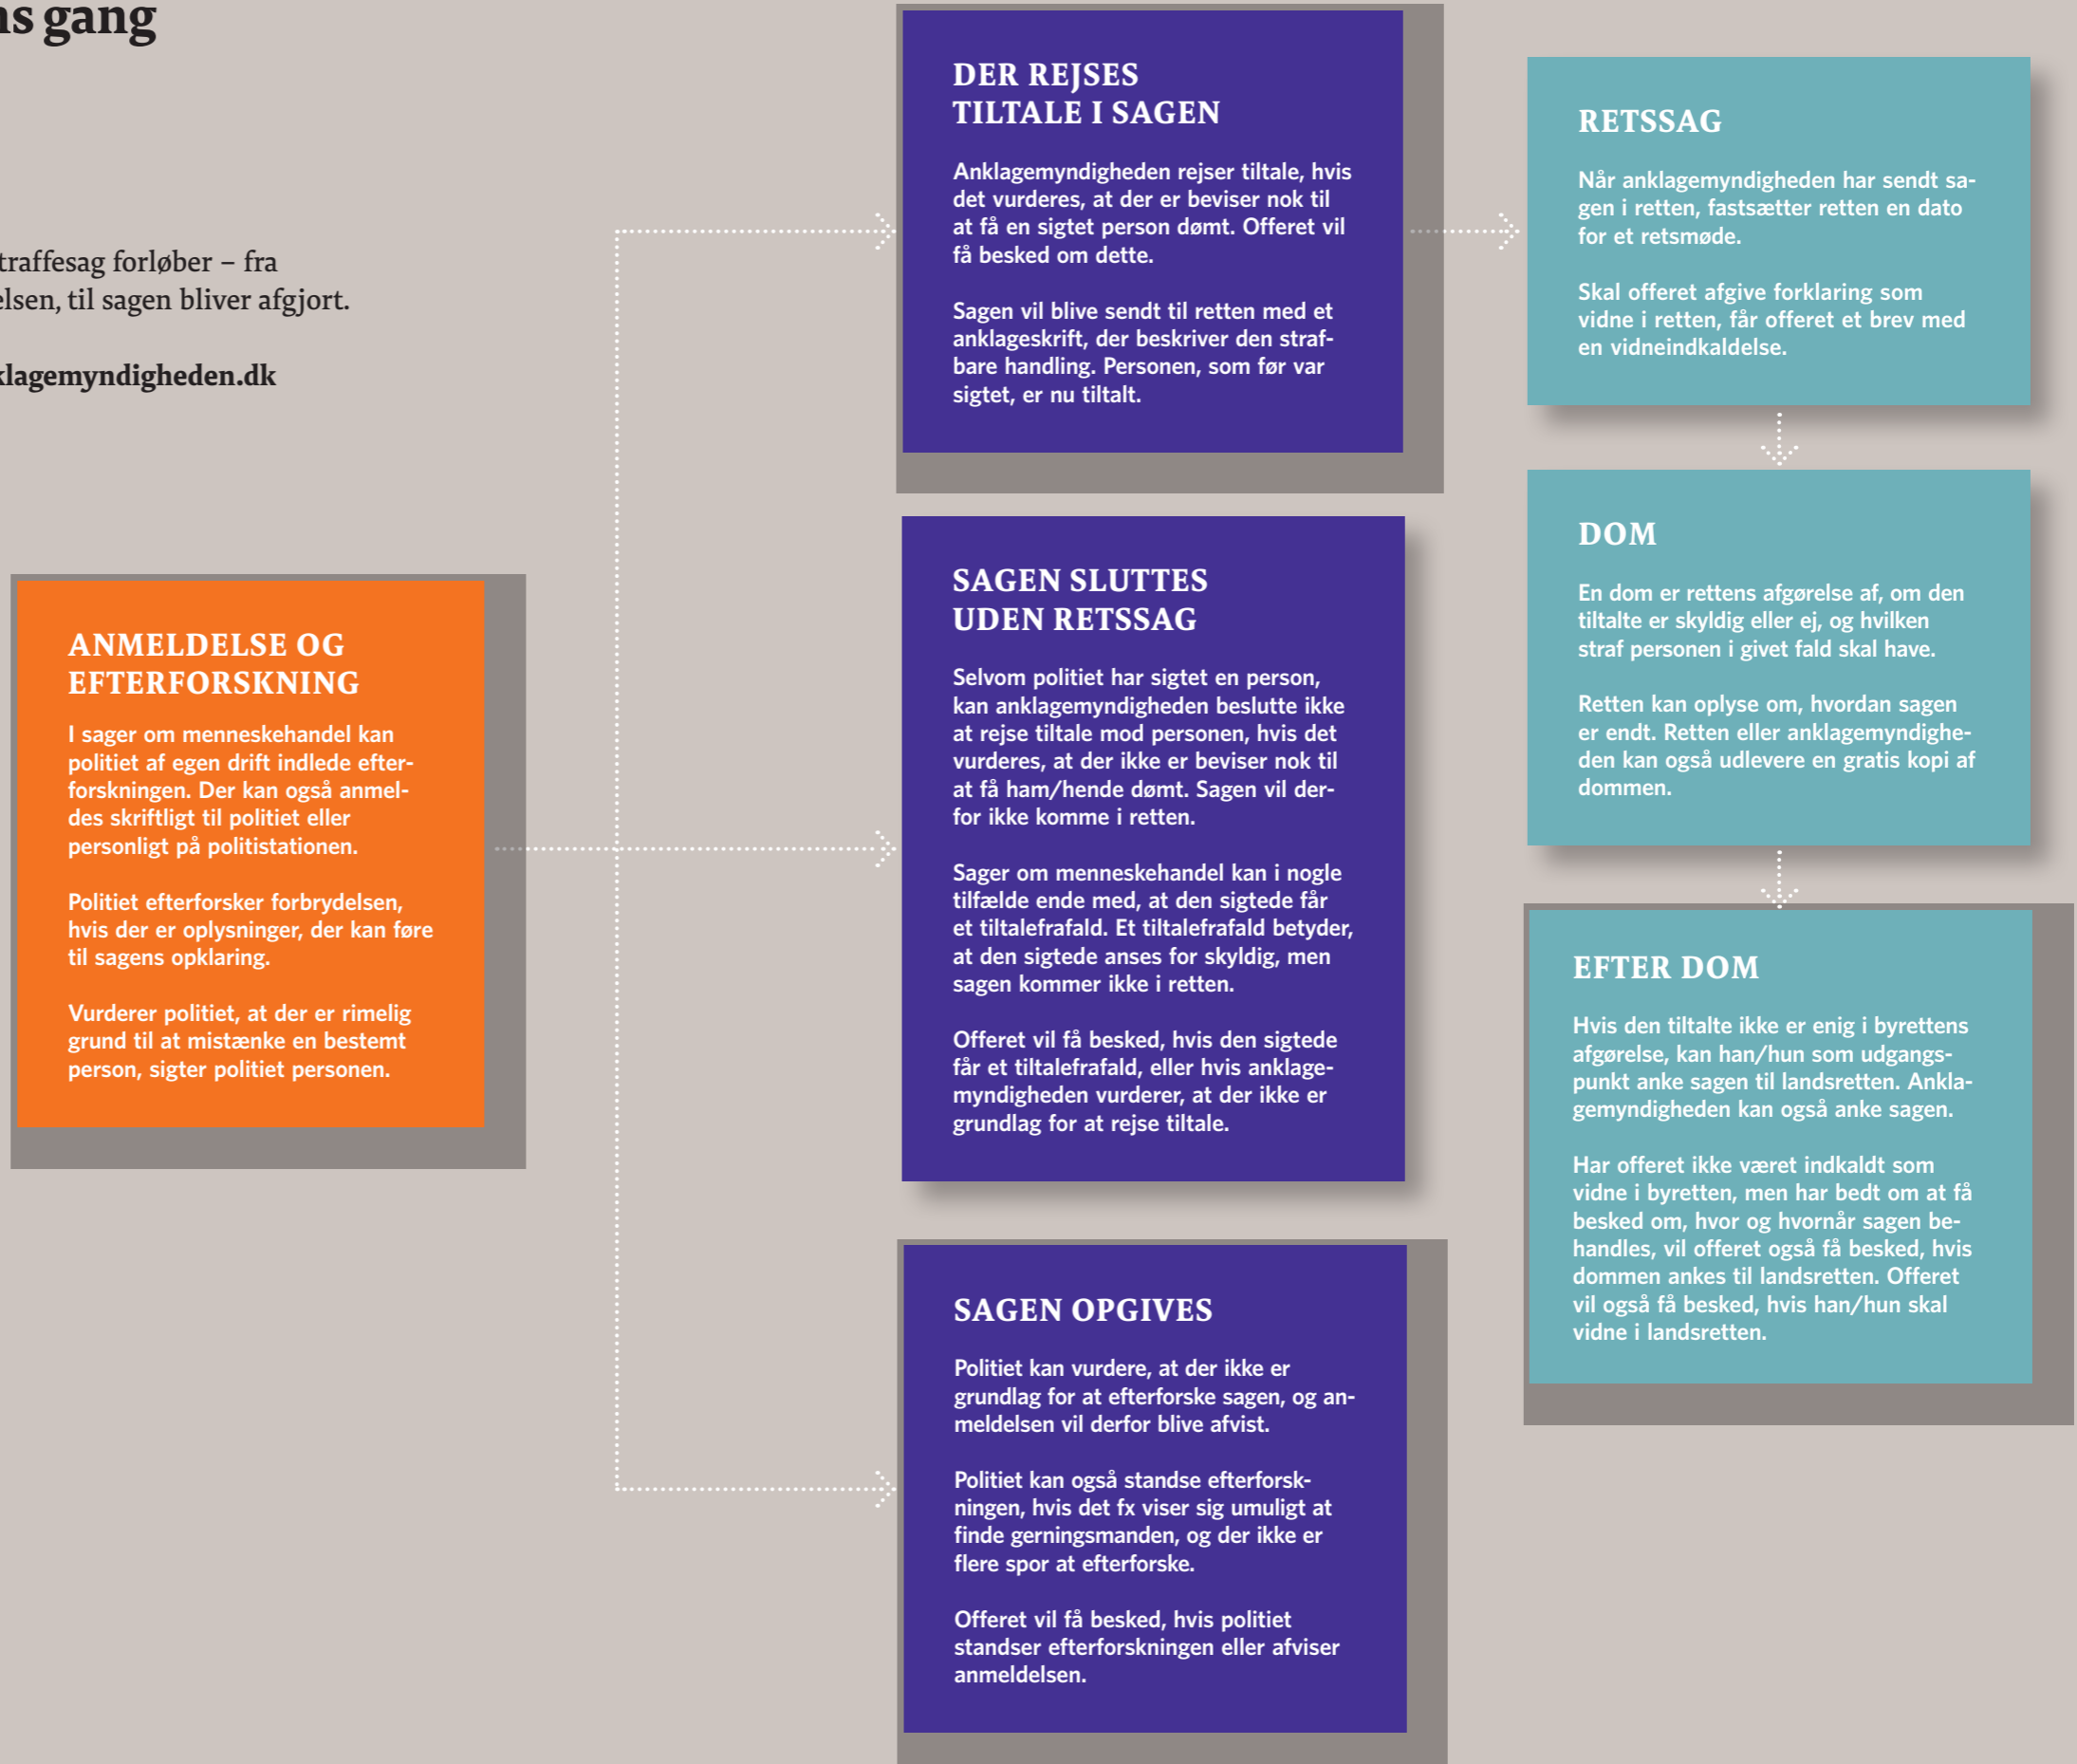 ns gang
traffesag forløber – fra
elsen, til sagen bliver afgjort.
klagemyndigheden.dk
ANMELDELSE OG
EFTERFORSKNING
I sager om menneskehandel kan
politiet af egen drift indlede efter-
forskningen. Der kan også anmel-
des skriftligt til politiet eller
personligt på politistationen.
Politiet efterforsker forbrydelsen,
hvis der er oplysninger, der kan føre
til sagens opklaring.
Vurderer politiet, at der er rimelig
grund til at mistænke en bestemt
person, sigter politiet personen.
DER REJSES
TILTALE I SAGEN
Anklagemyndigheden rejser tiltale, hvis
det vurderes, at der er beviser nok til
at få en sigtet person dømt. Offeret vil
få besked om dette.
Sagen vil blive sendt til retten med et
anklageskrift, der beskriver den straf-
bare handling. Personen, som før var
sigtet, er nu tiltalt.
SAGEN SLUTTES
UDEN RETSSAG
Selvom politiet har sigtet en person,
kan anklagemyndigheden beslutte ikke
at rejse tiltale mod personen, hvis det
vurderes, at der ikke er beviser nok til
at få ham/hende dømt. Sagen vil der-
for ikke komme i retten.
Sager om menneskehandel kan i nogle
tilfælde ende med, at den sigtede får
et tiltalefrafald. Et tiltalefrafald betyder,
at den sigtede anses for skyldig, men
sagen kommer ikke i retten.
Offeret vil få besked, hvis den sigtede
får et tiltalefrafald, eller hvis anklage-
myndigheden vurderer, at der ikke er
grundlag for at rejse tiltale.
SAGEN OPGIVES
Politiet kan vurdere, at der ikke er
grundlag for at efterforske sagen, og an-
meldelsen vil derfor blive afvist.
Politiet kan også standse efterforsk-
ningen, hvis det fx viser sig umuligt at
finde gerningsmanden, og der ikke er
flere spor at efterforske.
Offeret vil få besked, hvis politiet
standser efterforskningen eller afviser
anmeldelsen.
RETSSAG
Når anklagemyndigheden har sendt sa-
gen i retten, fastsætter retten en dato
for et retsmøde.
Skal offeret afgive forklaring som
vidne i retten, får offeret et brev med
en vidneindkaldelse.
DOM
En dom er rettens afgørelse af, om den
tiltalte er skyldig eller ej, og hvilken
straf personen i givet fald skal have.
Retten kan oplyse om, hvordan sagen
er endt. Retten eller anklagemyndighe-
den kan også udlevere en gratis kopi af
dommen.
EFTER DOM
Hvis den tiltalte ikke er enig i byrettens
afgørelse, kan han/hun som udgangs-
punkt anke sagen til landsretten. Ankla-
gemyndigheden kan også anke sagen.
Har offeret ikke været indkaldt som
vidne i byretten, men har bedt om at få
besked om, hvor og hvornår sagen be-
handles, vil offeret også få besked, hvis
dommen ankes til landsretten. Offeret
vil også få besked, hvis han/hun skal
vidne i landsretten.